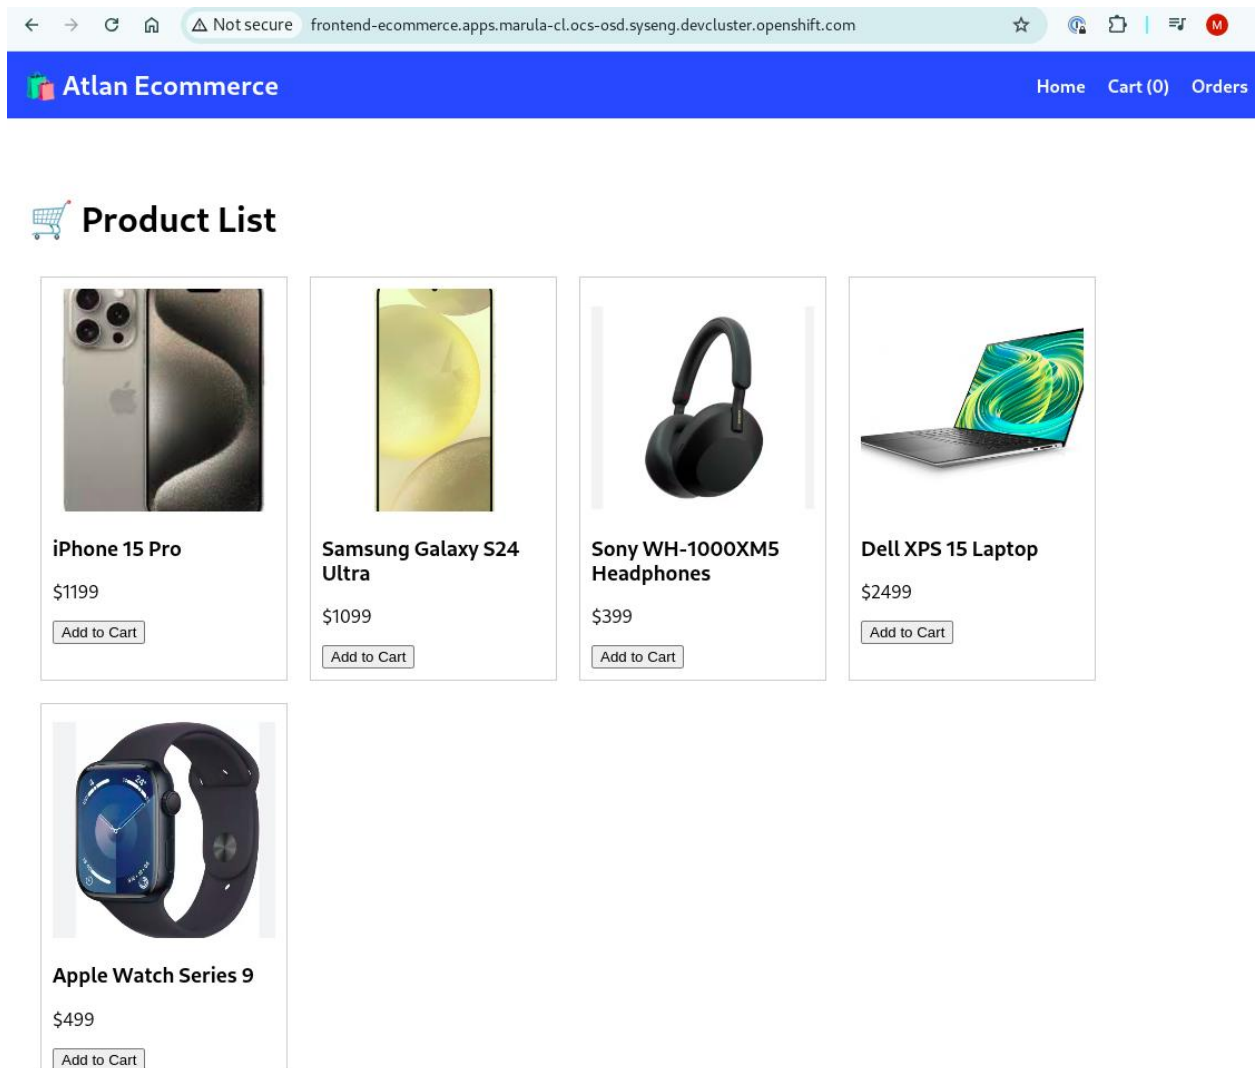 Not secure frontend-ecommerce.apps.marula-cl.ocs-osd.syseng.devcluster.openshift.com M
Atlan Ecommerce Home Cart (0) Orders
Product List
iPhone 15 Pro
$1199
Add to Cart
Samsung Galaxy S24
Ultra
$1099
Add to Cart
Sony WH-1000XM5
Headphones
$399
Add to Cart
Dell XPS 15 Laptop
$2499
Add to Cart
Apple Watch Series 9
$499
Add to Cart